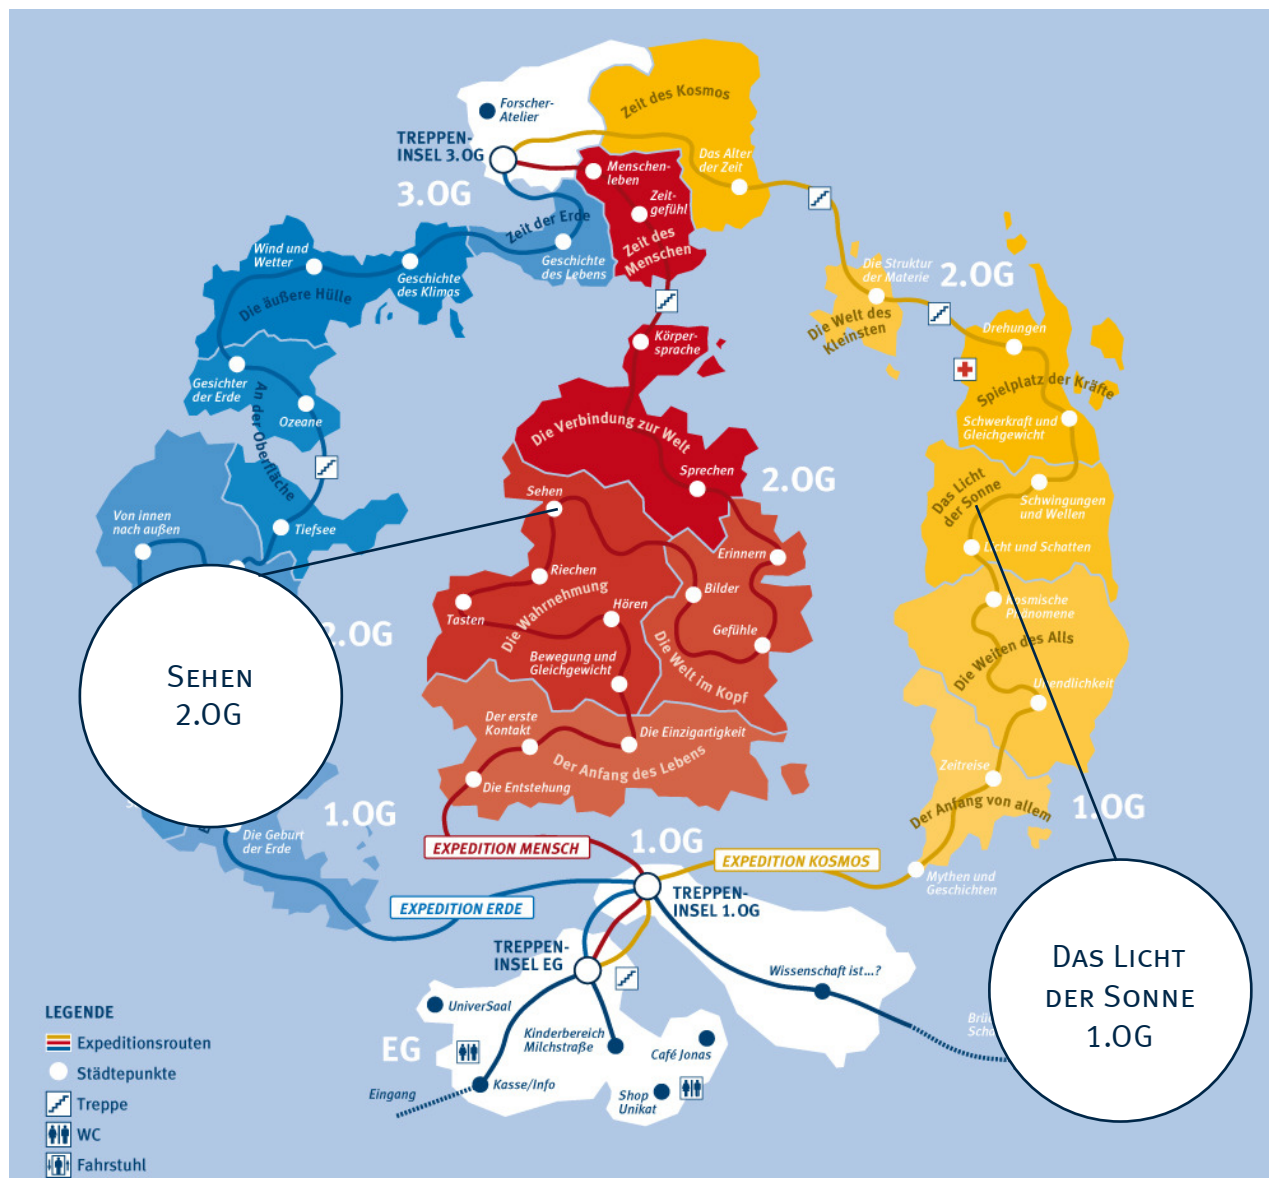 Forscher-
Atelier
TREPPEN-
INSEL 3.OG
3.OG
Zeit des Kosmos
Das Alter
der Zeit
Menschen-
leben
Zeit-
gefühl
Zeit des
Menschen
Zeit der Erde
Geschichte
des Lebens
Wind und
Wetter
Geschichte
des Klimas
Die äußere Hülle
Gesichter
der Erde
Ozeane
An der Oberfläche
Tiefsee
Von innen
nach außen
2.OG
Die Struktur
der Materie
2.OG
Die Welt des
Kleinsten
Drehungen
Spielplatz der Kräfte
Schwerkraft und
Gleichgewicht
Das Licht
der Sonne
Schwingungen
und Wellen
Licht und Schatten
Kosmische
Phänomene
Die Weiten des Alls
Unendlichkeit
Zeitreise
Der Anfang von allem
1.OG
Mythen und
Geschichten
Körper-
sprache
Die Verbindung zur Welt
Sprechen
2.OG
Sehen
Erinnern
Riechen
Bilder
Die Wahrnehmung
Tasten
Hören
Gefühle
Bewegung und
Gleichgewicht
Die Welt im Kopf
Der erste
Kontakt
Die Einzigartigkeit
Der Anfang des Lebens
Die Entstehung
SEHEN
2.OG
1.OG
Die Geburt
der Erde
EXPEDITION MENSCH
1.OG
EXPEDITION KOSMOS
EXPEDITION ERDE
TREPPEN-
INSEL 1.OG
TREPPEN-
INSEL EG
Wissenschaft ist...?
DAS LICHT
DER SONNE
1.OG
UniverSaal
Kinderbereich
Milchstraße
EG
Café Jonas
Kasse/Info
Shop
Unikat
Eingang
LEGENDE
Expeditionsrouten
Städtepunkte
Treppe
WC
Fahrstuhl